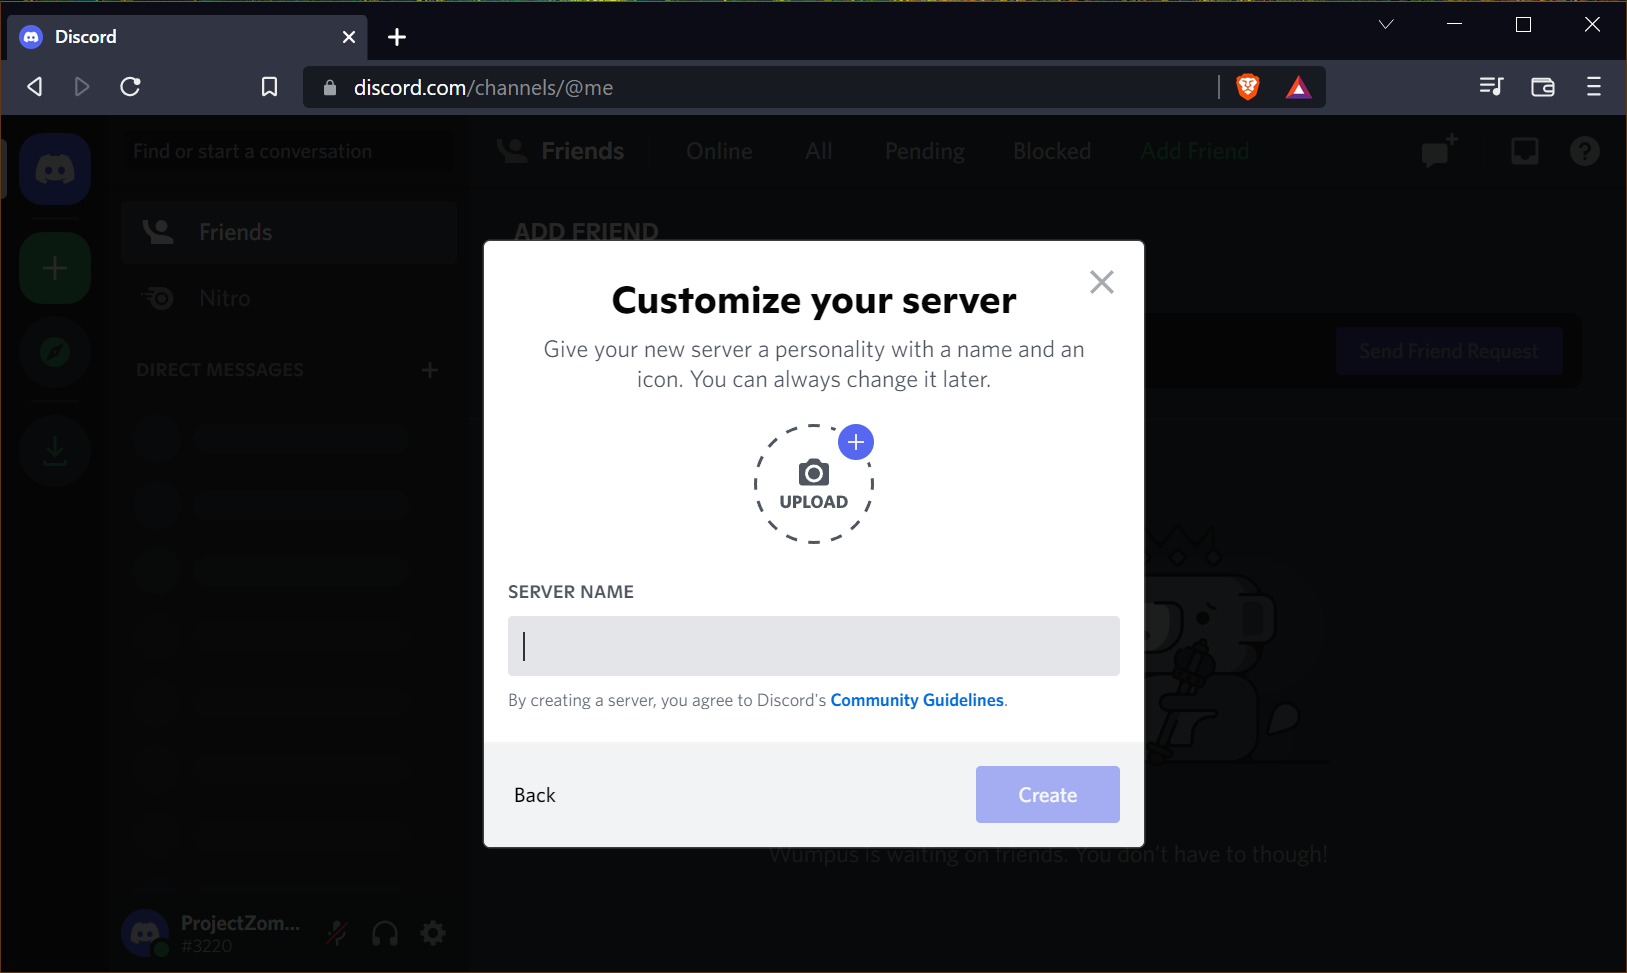 Discord
discord.com/channels/@me
Find or start a conversation
Friends
Online
All
Pending
Blocked
Add Friend
Friends
Nitro
DIRECT MESSAGES
ADD FRIEND
Send Friend Request
Customize your server
Give your new server a personality with a name and an
icon. You can always change it later.
UPLOAD
SERVER NAME
By creating a server, you agree to Discord's Community Guidelines.
Back
Create
Wumpus is waiting on friends. You don't have to though!
ProjectZom...
#3220